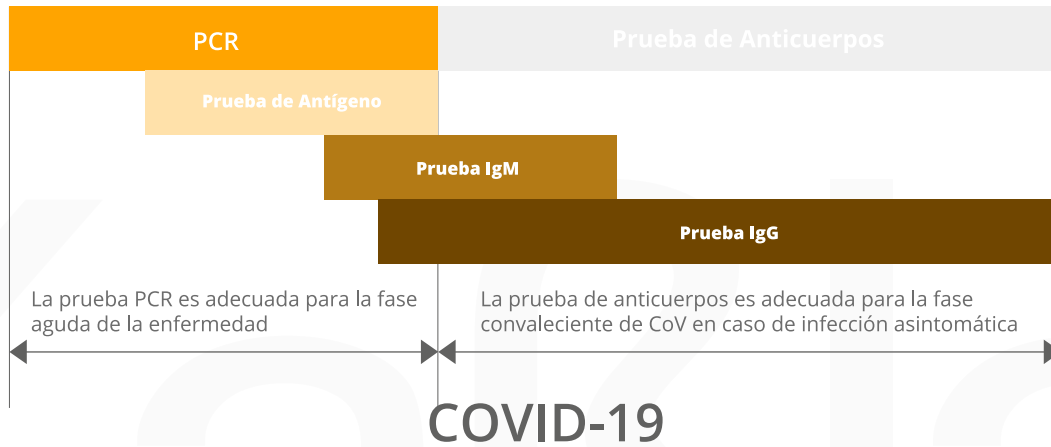 PCR
Prueba de Anticuerpos
Prueba de Antígeno
Prueba IgM
Prueba IgG
La prueba PCR es adecuada para la fase
aguda de la enfermedad
La prueba de anticuerpos es adecuada para la fase
convaleciente de CoV en caso de infección asintomática
COVID-19